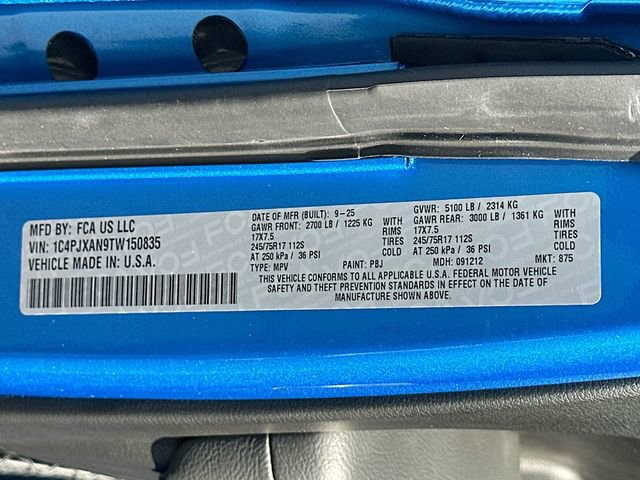 MFD BY: FCA US LLC
VIN: 1C4PJXAN9TW150835
VEHICLE MADE IN: U.S.A.
DATE OF MFR (BUILT): 9-25
GAWR FRONT: 2700 LB / 1225 KG WITH
17X7.5 RIMS
245/75R17 112S TIRES
AT 250 kPa / 36 PSI COLD
TYPE: MPV PAINT: PBJ
GVWR: 5100 LB / 2314 KG
GAWR REAR: 3000 LB / 1361 KG WITH
17X7.5 RIMS
245/75R17 112S TIRES
AT 250 kPa / 36 PSI COLD
MDH: 091212 MKT: 875
THIS VEHICLE CONFORMS TO ALL APPLICABLE U.S.A. FEDERAL MOTOR VEHICLE
SAFETY AND THEFT PREVENTION STANDARDS IN EFFECT ON THE DATE OF
MANUFACTURE SHOWN ABOVE.